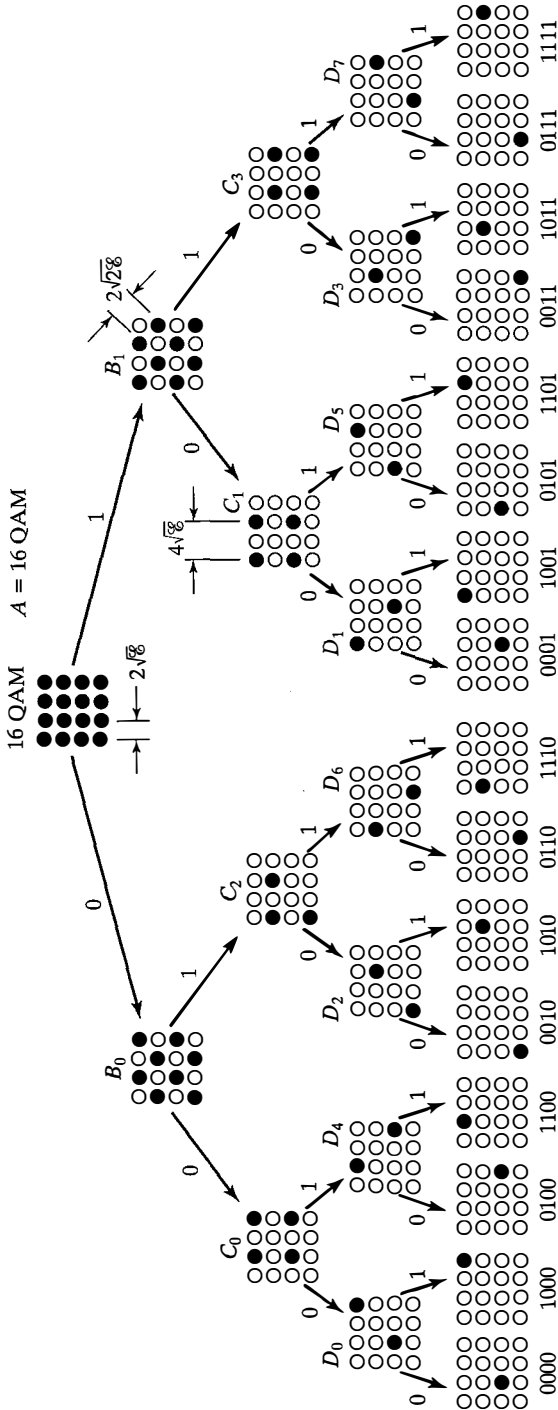 16 QAM A = 16 QAM
2√ℰ
0 1
B₀ B₁
2√2ℰ
0 1 0 1
C₀ C₂ C₁ C₃
4√ℰ
0 1 0 1 0 1 0 1
D₀ D₄ D₂ D₆ D₁ D₅ D₃ D₇
0 1 0 1 0 1 0 1 0 1 0 1 0 1 0 1
0000 1000 0100 1100 0010 1010 0110 1110 0001 1001 0101 1101 0011 1011 0111 1111